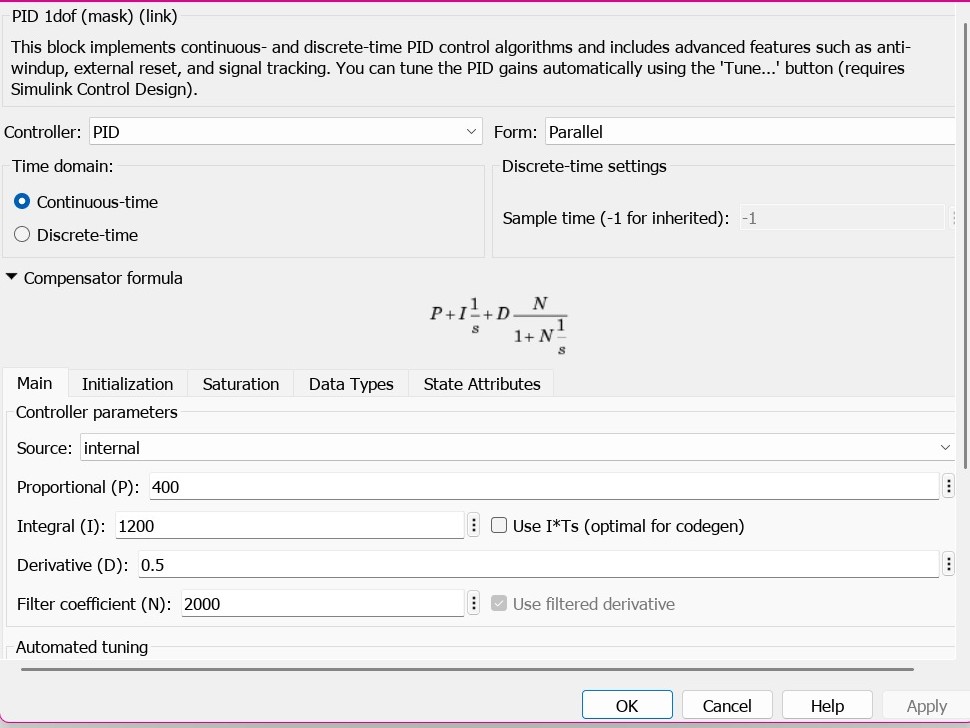 PID 1dof (mask) (link)
This block implements continuous- and discrete-time PID control algorithms and includes advanced features such as anti-
windup, external reset, and signal tracking. You can tune the PID gains automatically using the 'Tune...' button (requires
Simulink Control Design).
Controller: PID Form: Parallel
Time domain: Discrete-time settings
Continuous-time
Sample time (-1 for inherited): -1
Discrete-time
Compensator formula
P + I 1/s + D N/(1 + N 1/s)
Main Initialization Saturation Data Types State Attributes
Controller parameters
Source: internal
Proportional (P): 400
Integral (I): 1200 Use I*Ts (optimal for codegen)
Derivative (D): 0.5
Filter coefficient (N): 2000 Use filtered derivative
Automated tuning
OK Cancel Help Apply